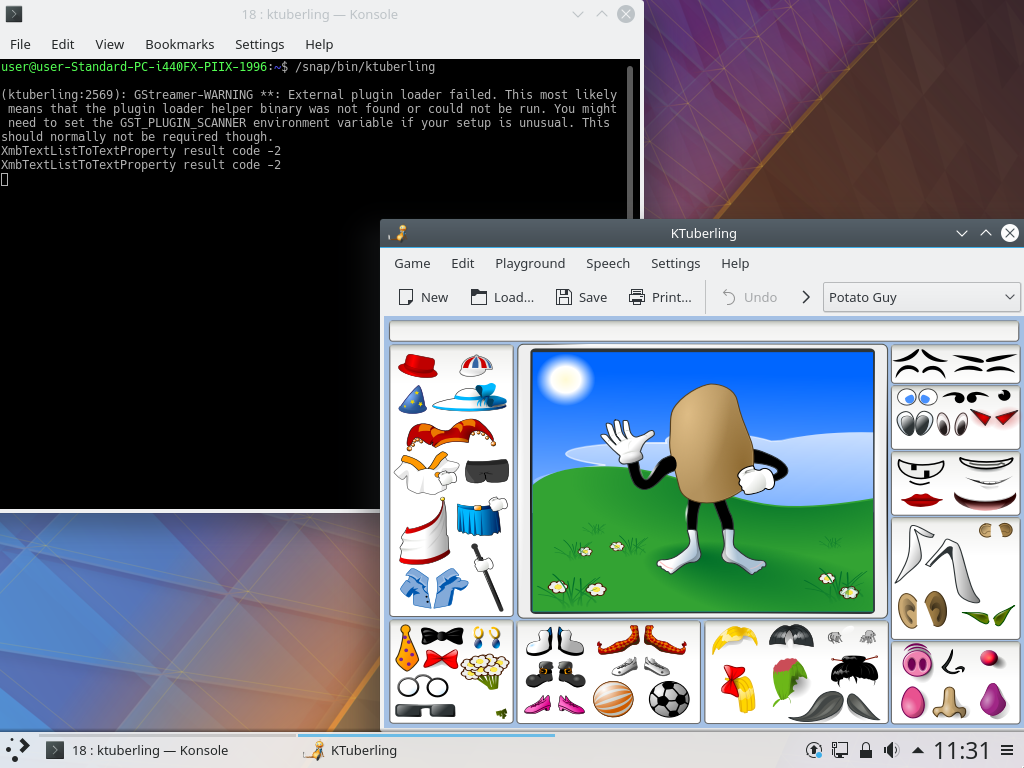 18 : ktuberling — Konsole
File Edit View Bookmarks Settings Help
user@user-Standard-PC-i440FX-PIIX-1996:~$ /snap/bin/ktuberling
(ktuberling:2569): GStreamer-WARNING **: External plugin loader failed. This most likely
means that the plugin loader helper binary was not found or could not be run. You might
need to set the GST_PLUGIN_SCANNER environment variable if your setup is unusual. This
should normally not be required though.
XmbTextListToTextProperty result code -2
XmbTextListToTextProperty result code -2
KTuberling
Game Edit Playground Speech Settings Help
New Load... Save Print... Undo Potato Guy
18 : ktuberling — Konsole
KTuberling
11:31